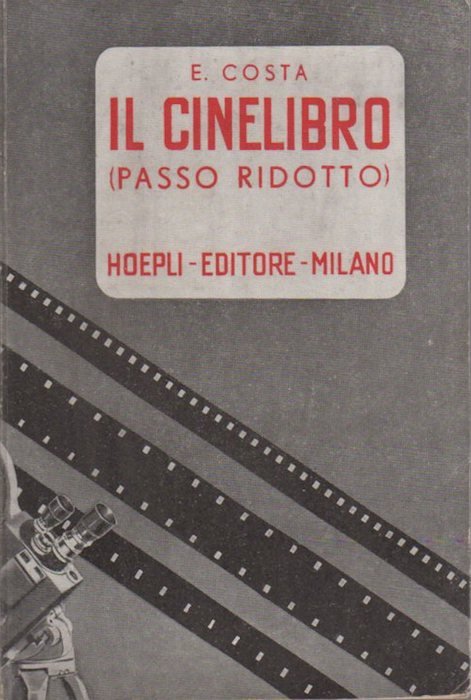 E. COSTA
IL CINELIBRO
(PASSO RIDOTTO)
HOEPLI-EDITORE-MILANO